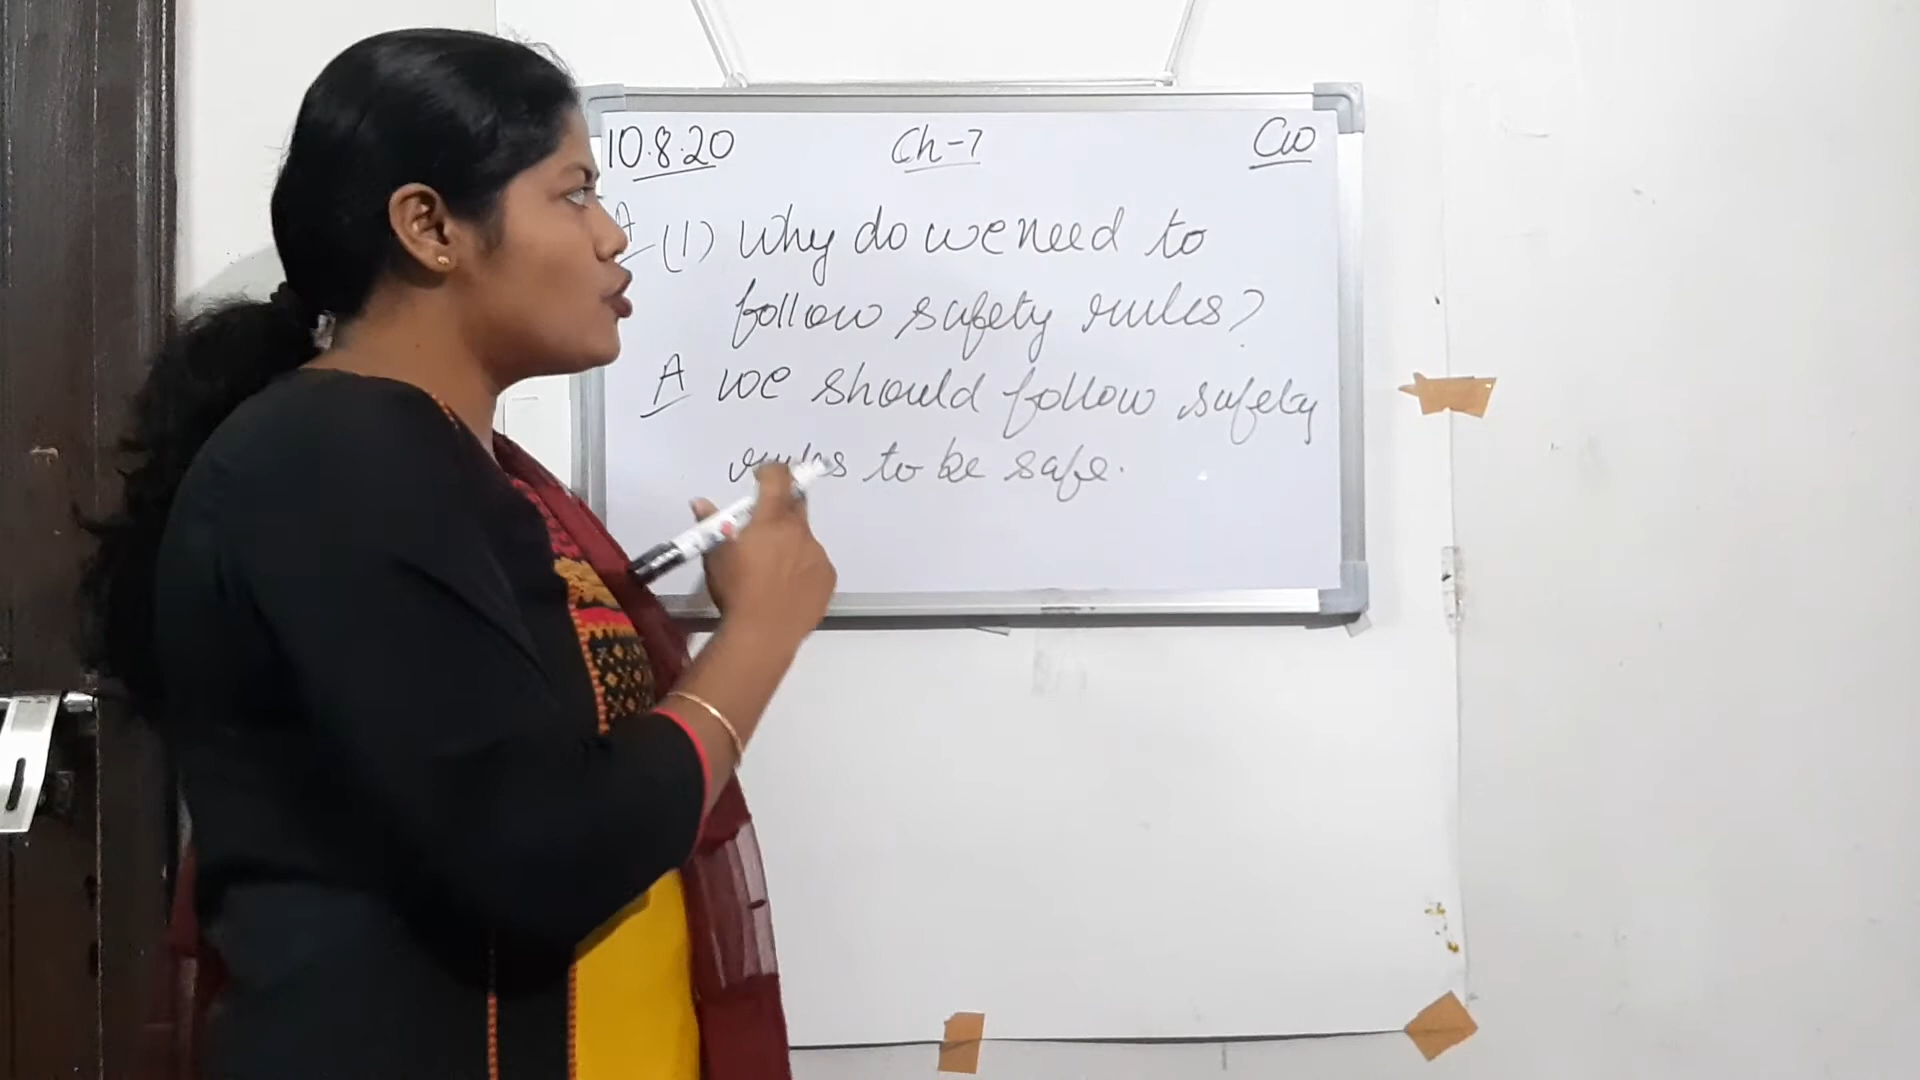 10.8.20 Ch-7 CW
A (1) Why do we need to
follow safety rules?
A we should follow safety
rules to be safe.